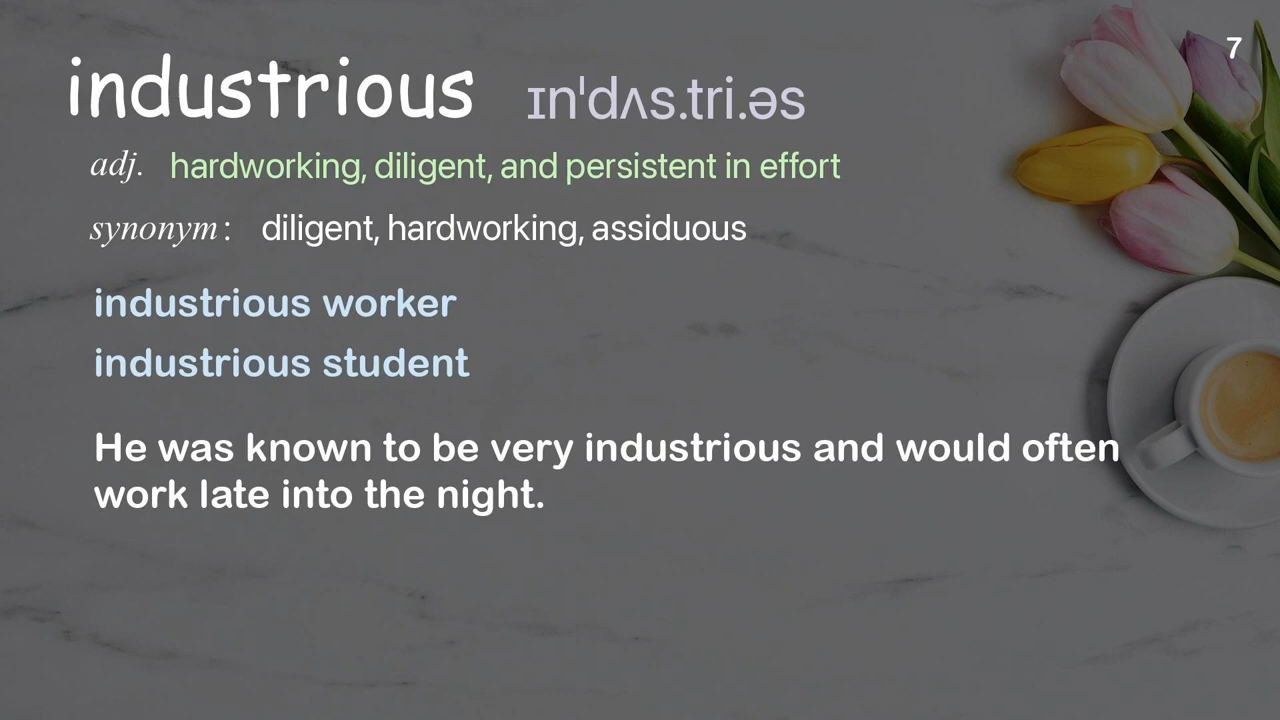 7
industrious ɪnˈdʌs.tri.əs
adj. hardworking, diligent, and persistent in effort
synonym : diligent, hardworking, assiduous
industrious worker
industrious student
He was known to be very industrious and would often
work late into the night.